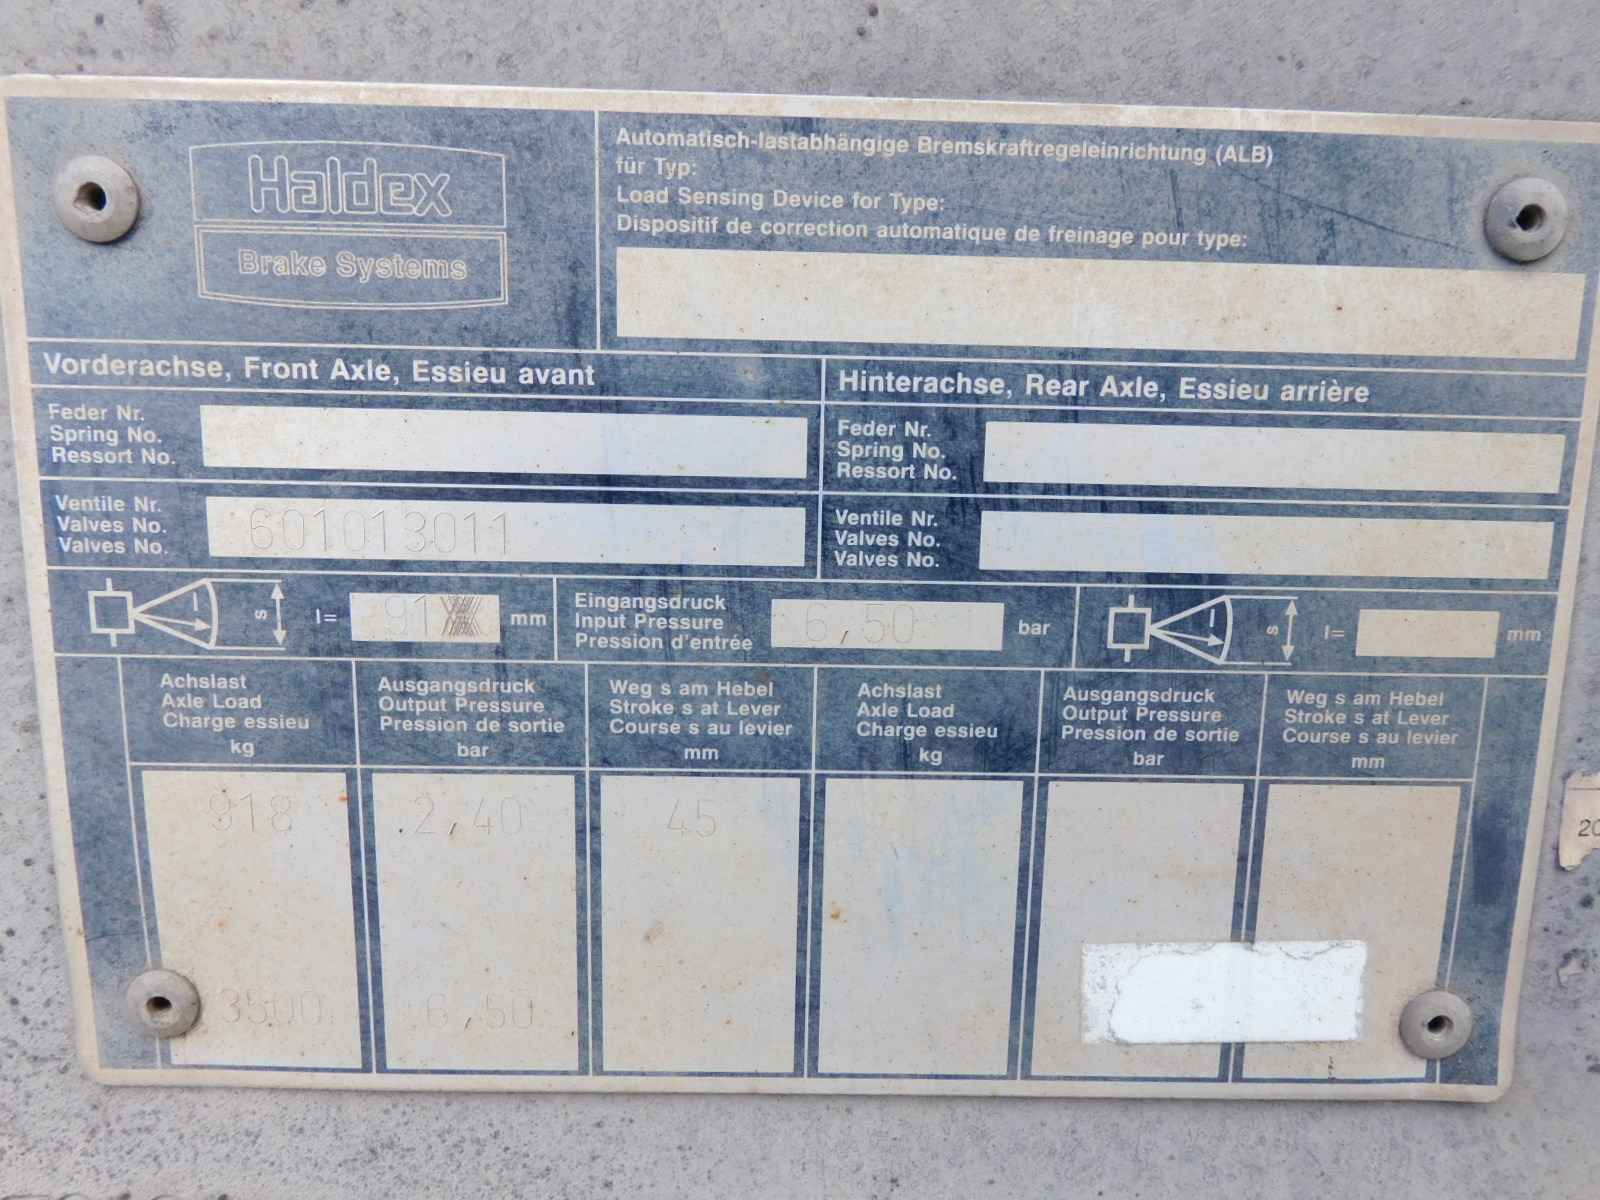 Haldex
Brake Systems
Automatisch-lastabhängige Bremskraftregeleinrichtung (ALB)
für Typ:
Load Sensing Device for Type:
Dispositif de correction automatique de freinage pour type:
Vorderachse, Front Axle, Essieu avant
Hinterachse, Rear Axle, Essieu arrière
Feder Nr.
Spring No.
Ressort No.
Feder Nr.
Spring No.
Ressort No.
Ventile Nr.
Valves No.
Valves No.
601013011
Ventile Nr.
Valves No.
Valves No.
l
s
l= 91 mm
Eingangsdruck
Input Pressure
Pression d'entrée
6,50 bar
l
s
l= mm
Achslast
Axle Load
Charge essieu
kg
Ausgangsdruck
Output Pressure
Pression de sortie
bar
Weg s am Hebel
Stroke s at Lever
Course s au levier
mm
Achslast
Axle Load
Charge essieu
kg
Ausgangsdruck
Output Pressure
Pression de sortie
bar
Weg s am Hebel
Stroke s at Lever
Course s au levier
mm
918 2,40 45
3500 6,50
20